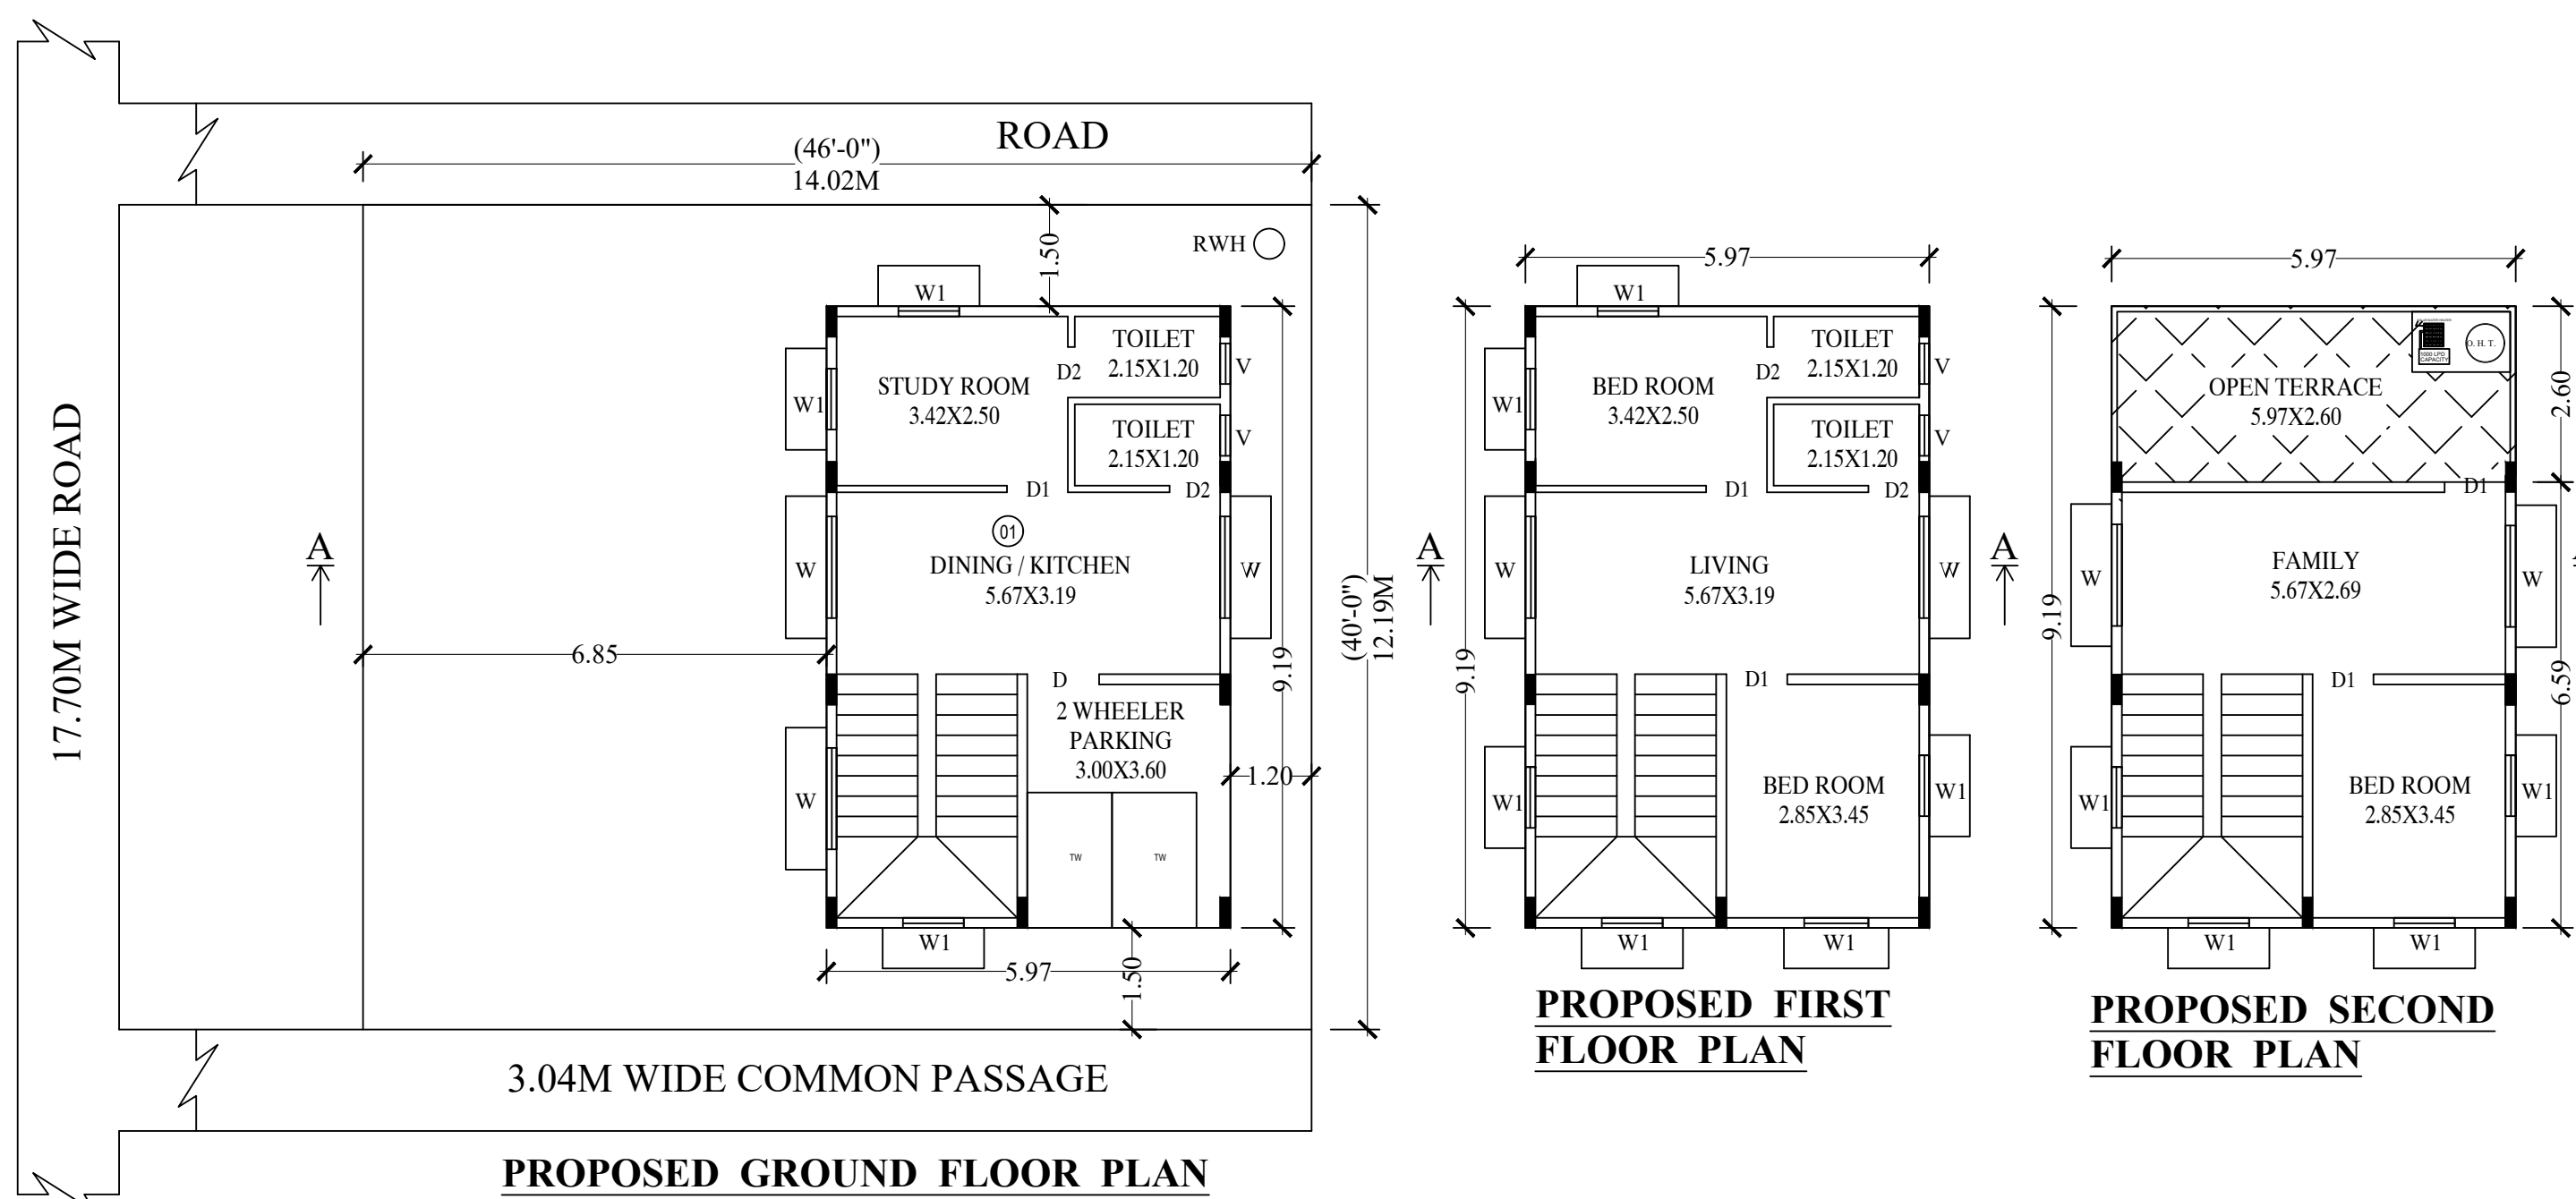 17.70M WIDE ROAD
ROAD
(46'-0")
14.02M
1.50
RWH
W1
TOILET
2.15X1.20
V
D2
STUDY ROOM
3.42X2.50
W1
TOILET
2.15X1.20
V
D1
D2
01
DINING / KITCHEN
5.67X3.19
W
W
A
6.85
9.19
(40'-0")
12.19M
D
2 WHEELER
PARKING
3.00X3.60
1.20
W
TW
TW
W1
5.97
1.50
3.04M WIDE COMMON PASSAGE
PROPOSED GROUND FLOOR PLAN
5.97
W1
TOILET
2.15X1.20
V
D2
BED ROOM
3.42X2.50
W1
TOILET
2.15X1.20
V
D1
D2
A
LIVING
5.67X3.19
W
W
9.19
D1
BED ROOM
2.85X3.45
W1
W1
W1
W1
PROPOSED FIRST
FLOOR PLAN
5.97
1000 LPD
CAPACITY
O.H.T.
OPEN TERRACE
5.97X2.60
2.60
D1
A
FAMILY
5.67X2.69
W
W
9.19
6.59
D1
BED ROOM
2.85X3.45
W1
W1
W1
W1
PROPOSED SECOND
FLOOR PLAN